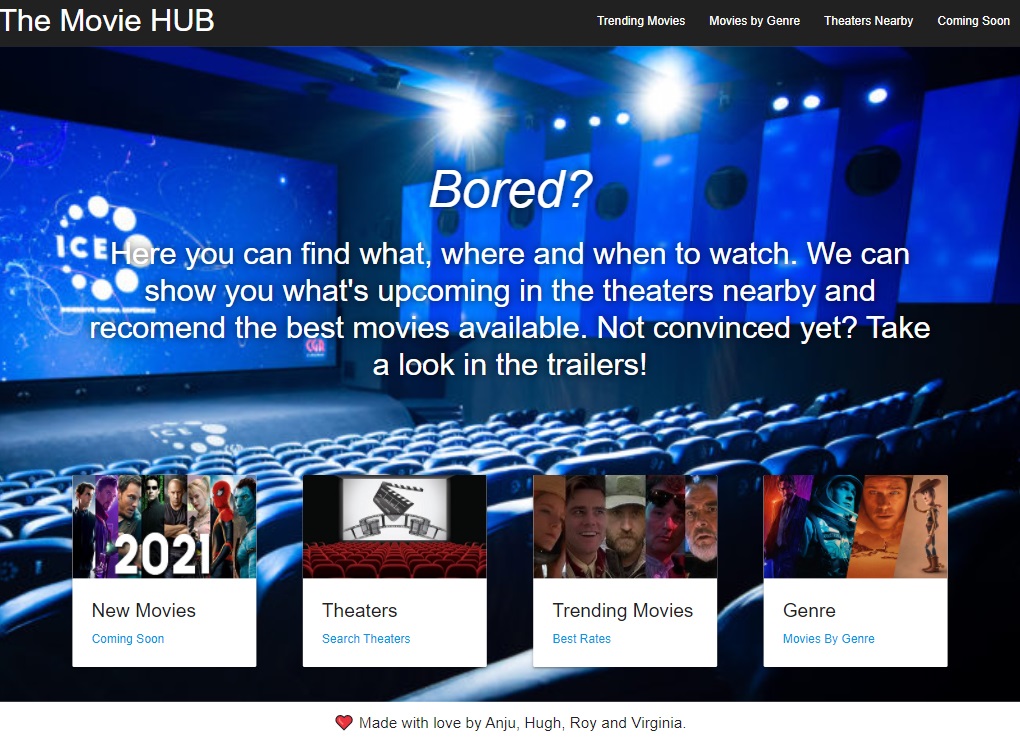 The Movie HUB
Trending Movies Movies by Genre Theaters Nearby Coming Soon
Bored?
ICE
Here you can find what, where and when to watch. We can
show you what's upcoming in the theaters nearby and
recomend the best movies available. Not convinced yet? Take
CGR
a look in the trailers!
2021
New Movies
Coming Soon
Theaters
Search Theaters
Trending Movies
Best Rates
Genre
Movies By Genre
Made with love by Anju, Hugh, Roy and Virginia.